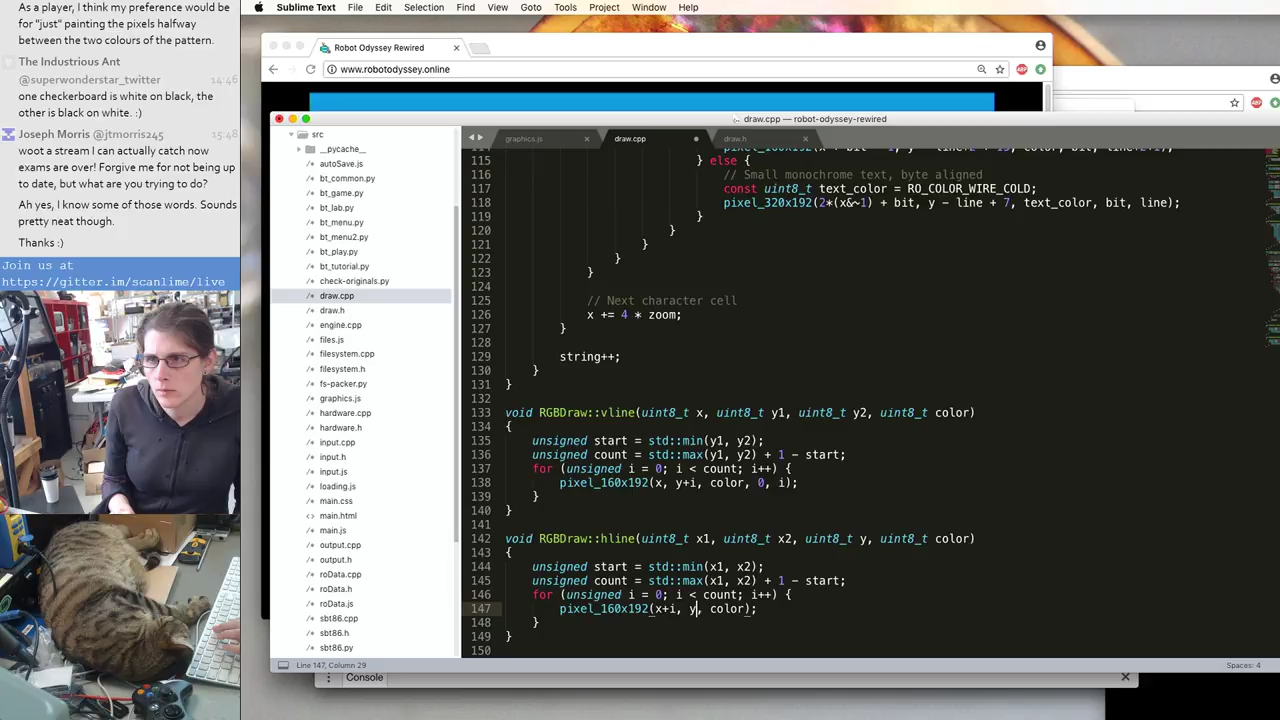 As a player, I think my preference would be
for "just" painting the pixels halfway
between the two colours of the pattern.
The Industrious Ant
@superwonderstar_twitter 14:46
one checkerboard is white on black, the
other is black on white. :)
Joseph Morris @jtmorris245 15:48
woot a stream I can actually catch now
exams are over! Forgive me for not being up
to date, but what are you trying to do?
Ah yes, I know some of those words. Sounds
pretty neat though.
Thanks :)
Join us at
https://gitter.im/scanlime/live
Sublime Text File Edit Selection Find View Goto Tools Project Window Help
Robot Odyssey Rewired
www.robotodyssey.online
draw.cpp — robot-odyssey-rewired
graphics.js
draw.cpp
draw.h
src
__pycache__
autoSave.js
bt_common.py
bt_game.py
bt_lab.py
bt_menu.py
bt_menu2.py
bt_play.py
bt_tutorial.py
check-originals.py
draw.cpp
draw.h
engine.cpp
files.js
filesystem.cpp
filesystem.h
fs-packer.py
graphics.js
hardware.cpp
hardware.h
input.cpp
input.h
input.js
loading.js
main.css
main.html
main.js
output.cpp
output.h
roData.cpp
roData.h
roData.js
sbt86.cpp
sbt86.h
sbt86.py
115 } else {
116 // Small monochrome text, byte aligned
117 const uint8_t text_color = RO_COLOR_WIRE_COLD;
118 pixel_320x192(2*(x&~1) + bit, y - line + 7, text_color, bit, line);
119 }
120 }
121 }
122 }
123 }
124
125 // Next character cell
126 x += 4 * zoom;
127 }
128
129 string++;
130 }
131 }
132
133 void RGBDraw::vline(uint8_t x, uint8_t y1, uint8_t y2, uint8_t color)
134 {
135 unsigned start = std::min(y1, y2);
136 unsigned count = std::max(y1, y2) + 1 - start;
137 for (unsigned i = 0; i < count; i++) {
138 pixel_160x192(x, y+i, color, 0, i);
139 }
140 }
141
142 void RGBDraw::hline(uint8_t x1, uint8_t x2, uint8_t y, uint8_t color)
143 {
144 unsigned start = std::min(x1, x2);
145 unsigned count = std::max(x1, x2) + 1 - start;
146 for (unsigned i = 0; i < count; i++) {
147 pixel_160x192(x+i, y, color);
148 }
149 }
150
Line 147, Column 29
Spaces: 4
Console